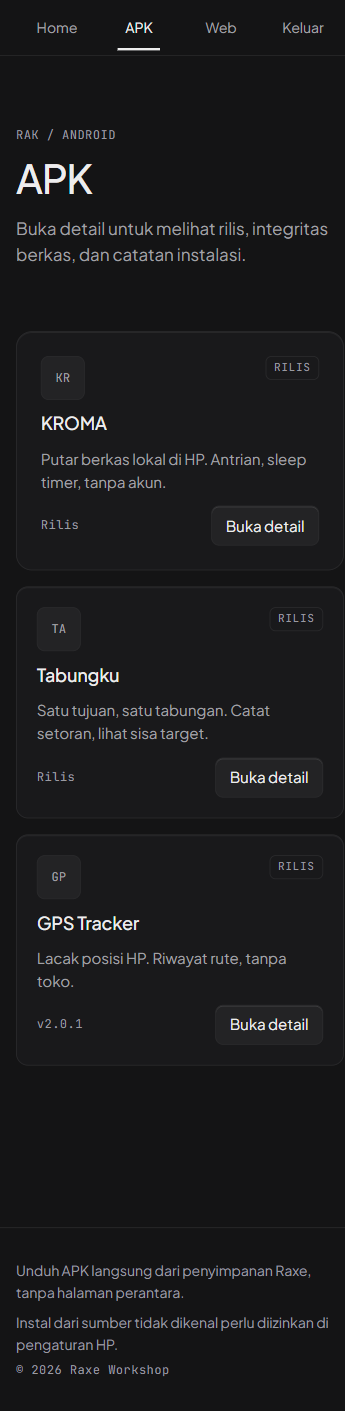 Home APK Web Keluar
RAK / ANDROID
APK
Buka detail untuk melihat rilis, integritas
berkas, dan catatan instalasi.
KR RILIS
KROMA
Putar berkas lokal di HP. Antrian, sleep
timer, tanpa akun.
Rilis Buka detail
TA RILIS
Tabungku
Satu tujuan, satu tabungan. Catat
setoran, lihat sisa target.
Rilis Buka detail
GP RILIS
GPS Tracker
Lacak posisi HP. Riwayat rute, tanpa
toko.
v2.0.1 Buka detail
Unduh APK langsung dari penyimpanan Raxe,
tanpa halaman perantara.
Instal dari sumber tidak dikenal perlu diizinkan di
pengaturan HP.
© 2026 Raxe Workshop